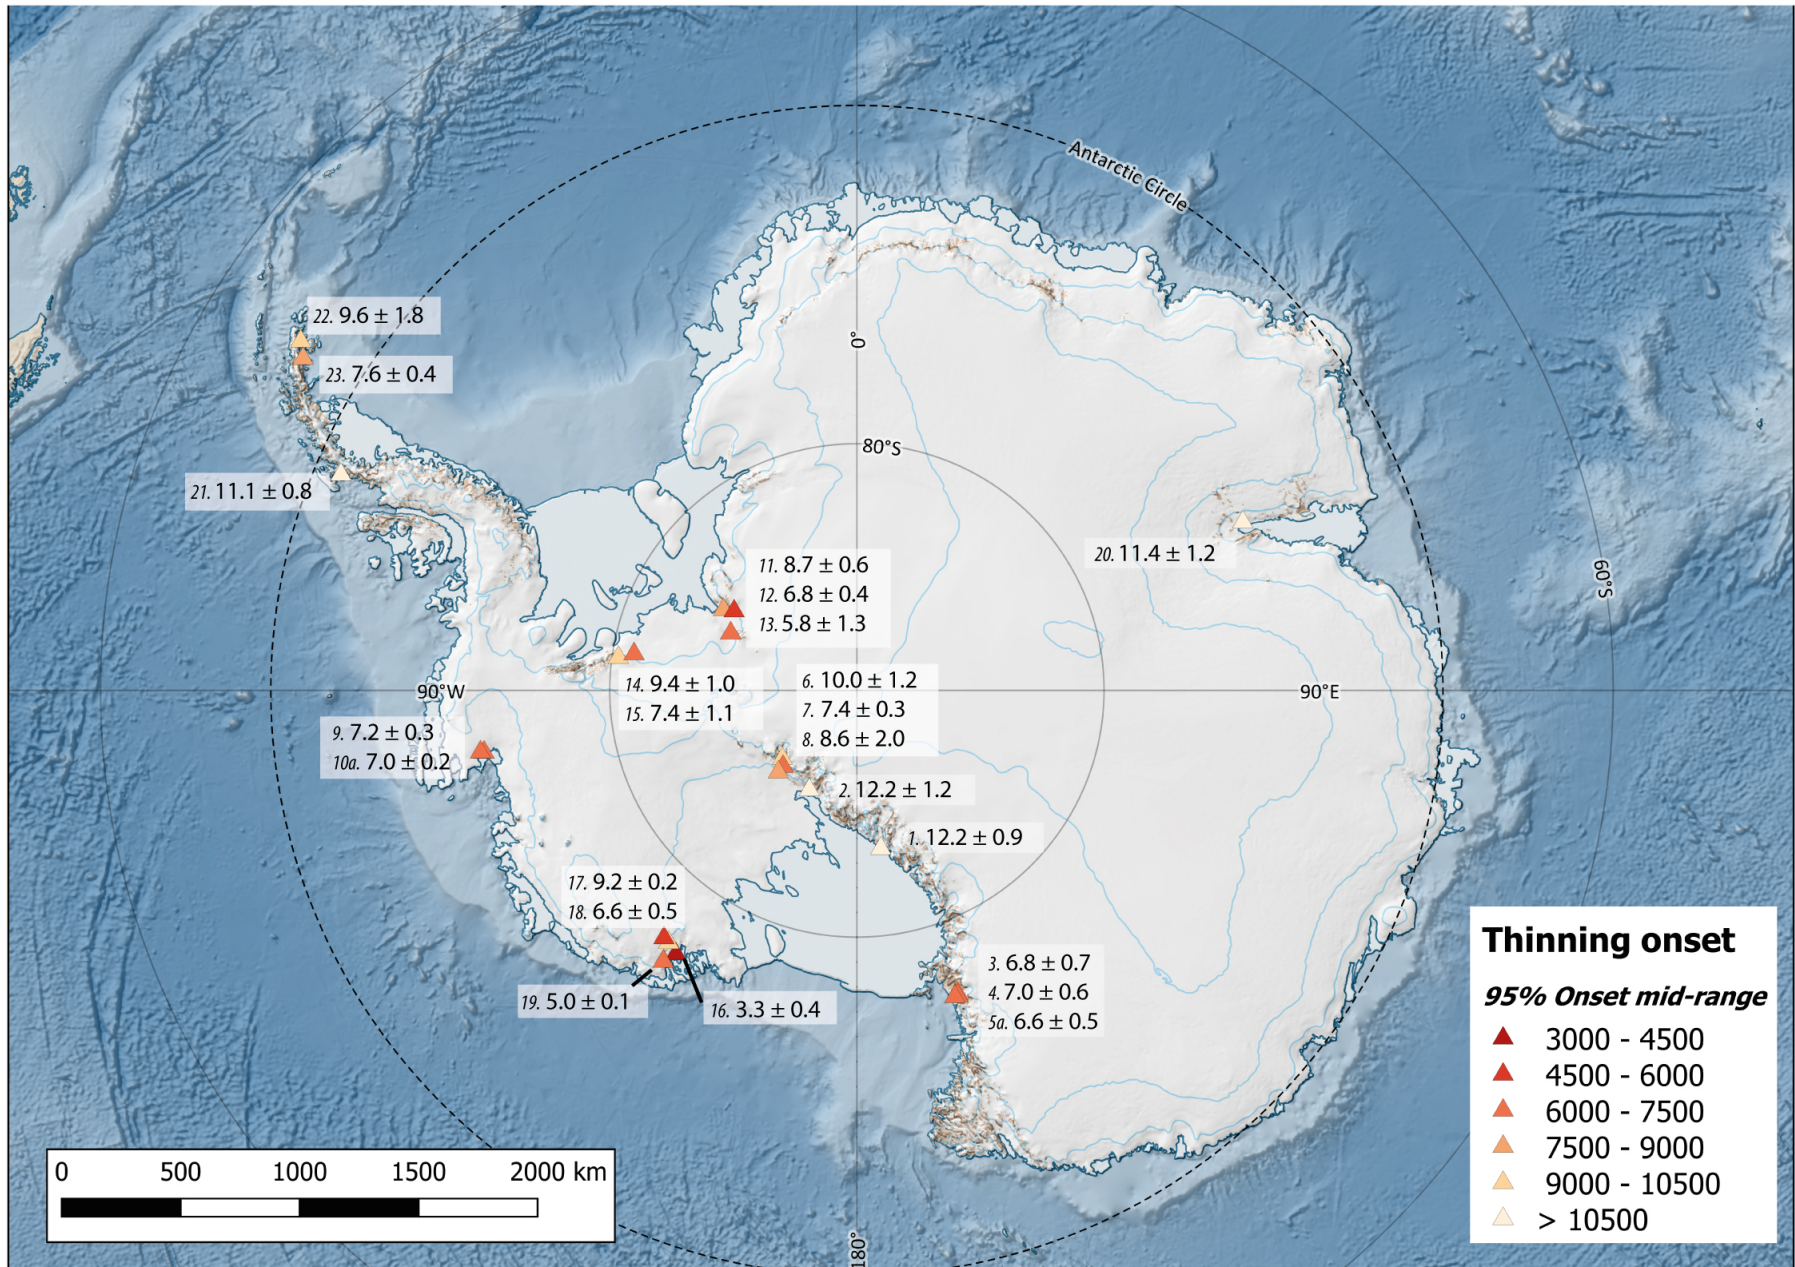 Antarctic Circle
22. 9.6 ± 1.8
0°
23. 7.6 ± 0.4
80°S
21. 11.1 ± 0.8
20. 11.4 ± 1.2
60°S
11. 8.7 ± 0.6
12. 6.8 ± 0.4
13. 5.8 ± 1.3
14. 9.4 ± 1.0
15. 7.4 ± 1.1
6. 10.0 ± 1.2
7. 7.4 ± 0.3
8. 8.6 ± 2.0
90°W
90°E
9. 7.2 ± 0.3
10a. 7.0 ± 0.2
2. 12.2 ± 1.2
1. 12.2 ± 0.9
17. 9.2 ± 0.2
18. 6.6 ± 0.5
3. 6.8 ± 0.7
4. 7.0 ± 0.6
5a. 6.6 ± 0.5
19. 5.0 ± 0.1
16. 3.3 ± 0.4
Thinning onset
95% Onset mid-range
3000 - 4500
4500 - 6000
6000 - 7500
7500 - 9000
9000 - 10500
> 10500
0 500 1000 1500 2000 km
180°